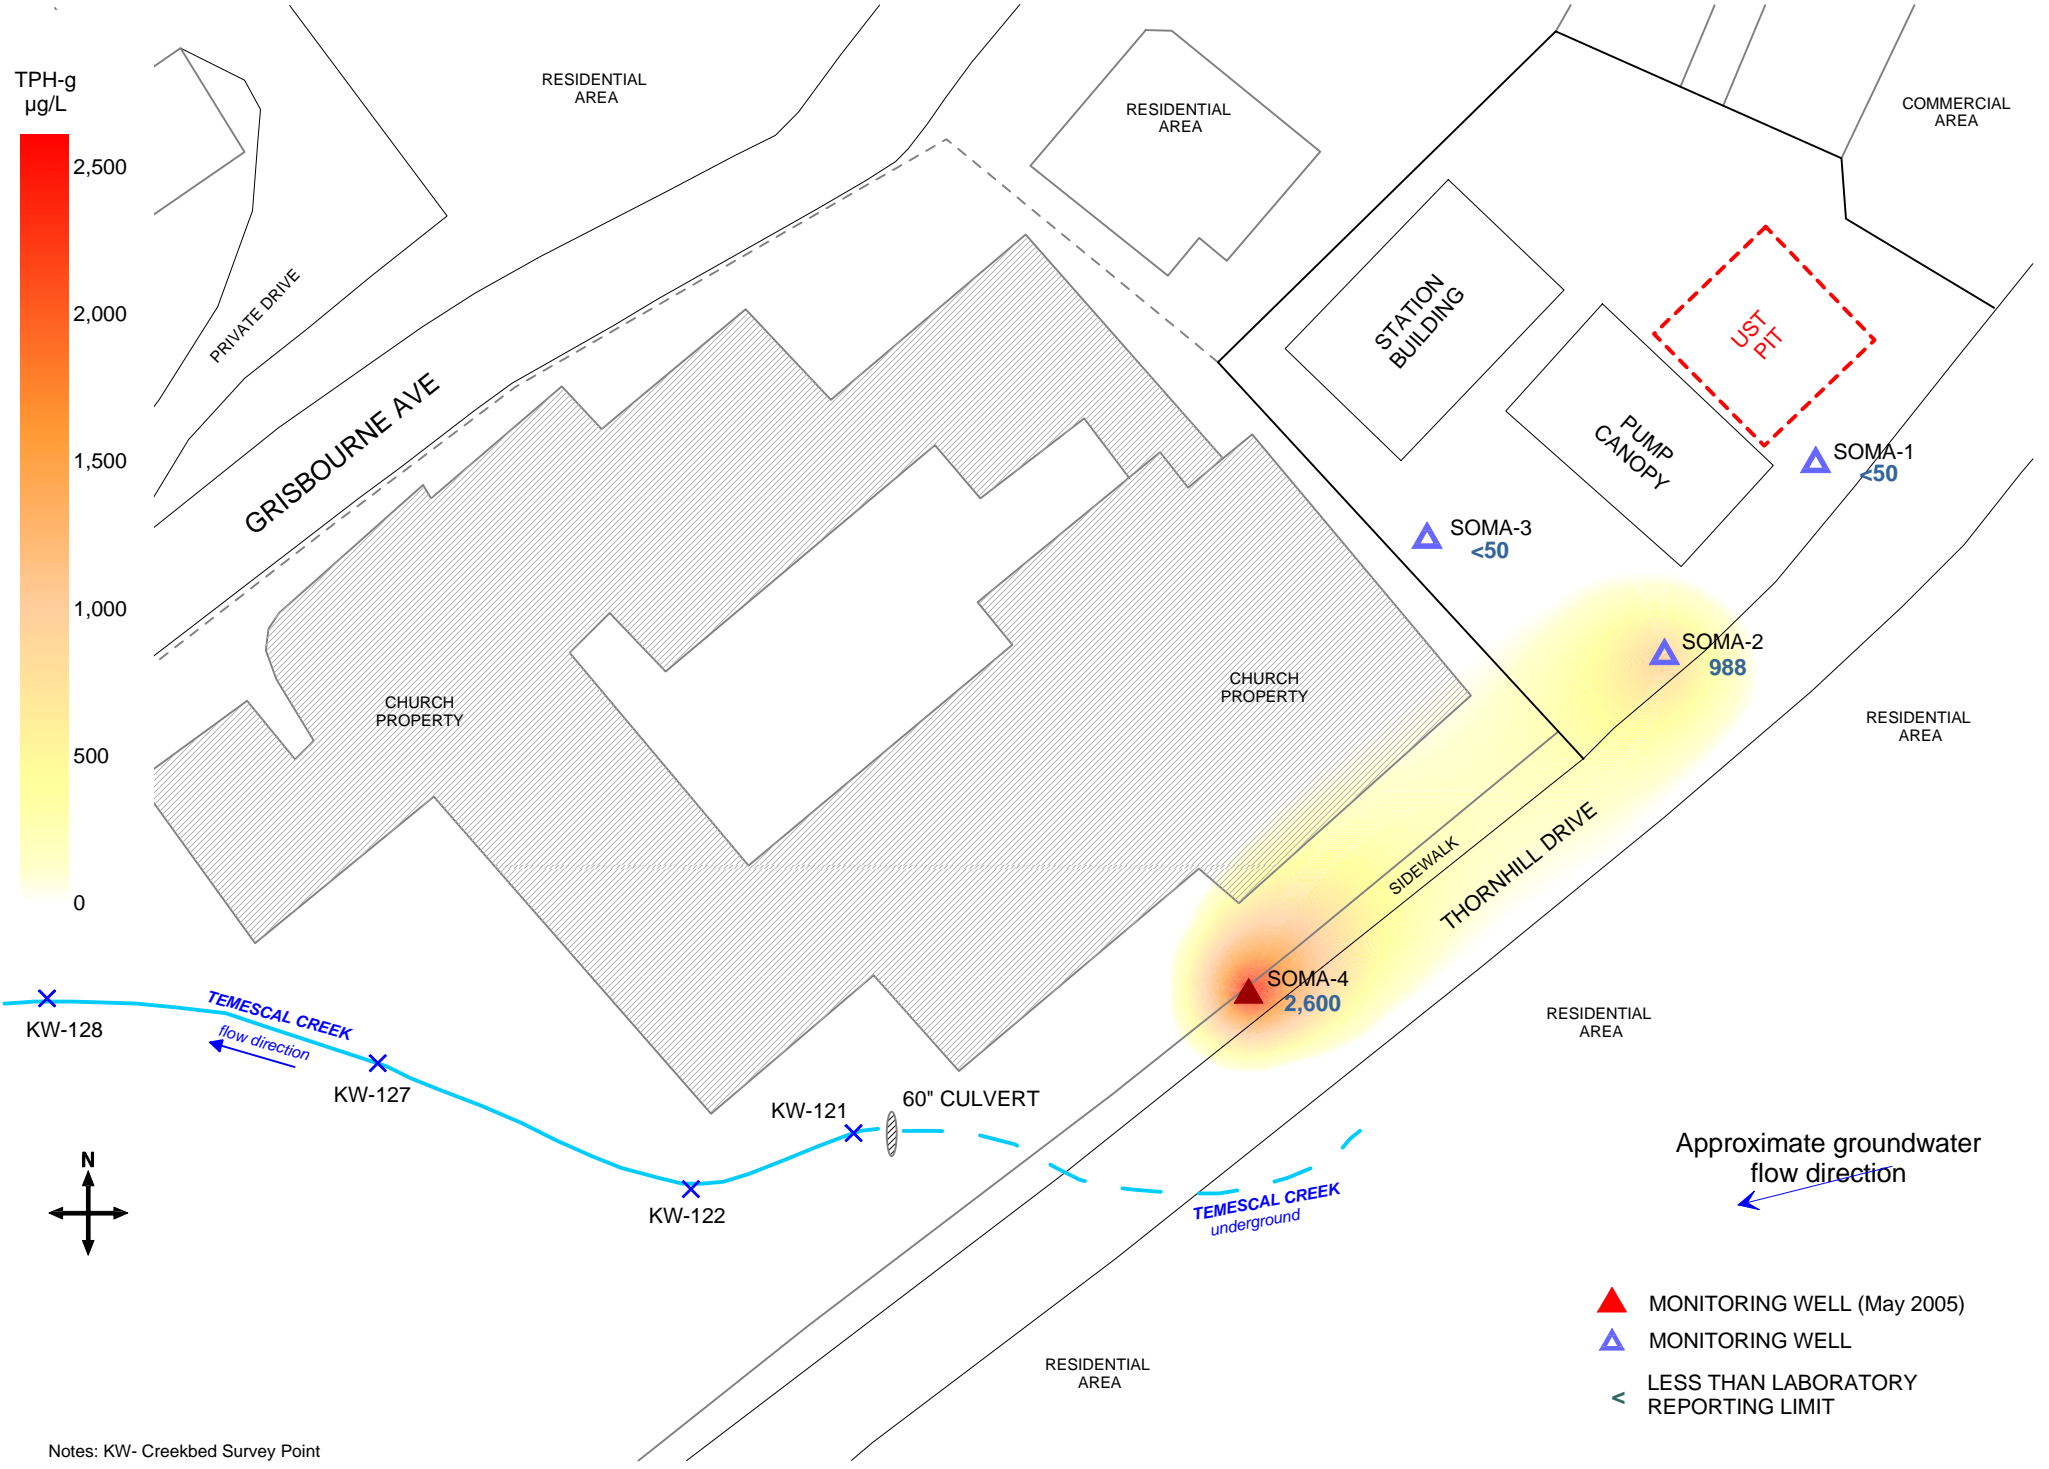 TPH-g
µg/L
2,500
2,000
1,500
1,000
500
0
RESIDENTIAL
AREA
RESIDENTIAL
AREA
COMMERCIAL
AREA
PRIVATE DRIVE
GRISBOURNE AVE
STATION
BUILDING
UST
PIT
PUMP
CANOPY
SOMA-1
<50
SOMA-3
<50
SOMA-2
988
CHURCH
PROPERTY
CHURCH
PROPERTY
RESIDENTIAL
AREA
SIDEWALK
THORNHILL DRIVE
SOMA-4
2,600
RESIDENTIAL
AREA
TEMESCAL CREEK
flow direction
KW-128
KW-127
KW-121
60" CULVERT
KW-122
TEMESCAL CREEK
underground
N
Approximate groundwater
flow direction
MONITORING WELL (May 2005)
MONITORING WELL
< LESS THAN LABORATORY
REPORTING LIMIT
RESIDENTIAL
AREA
Notes: KW- Creekbed Survey Point